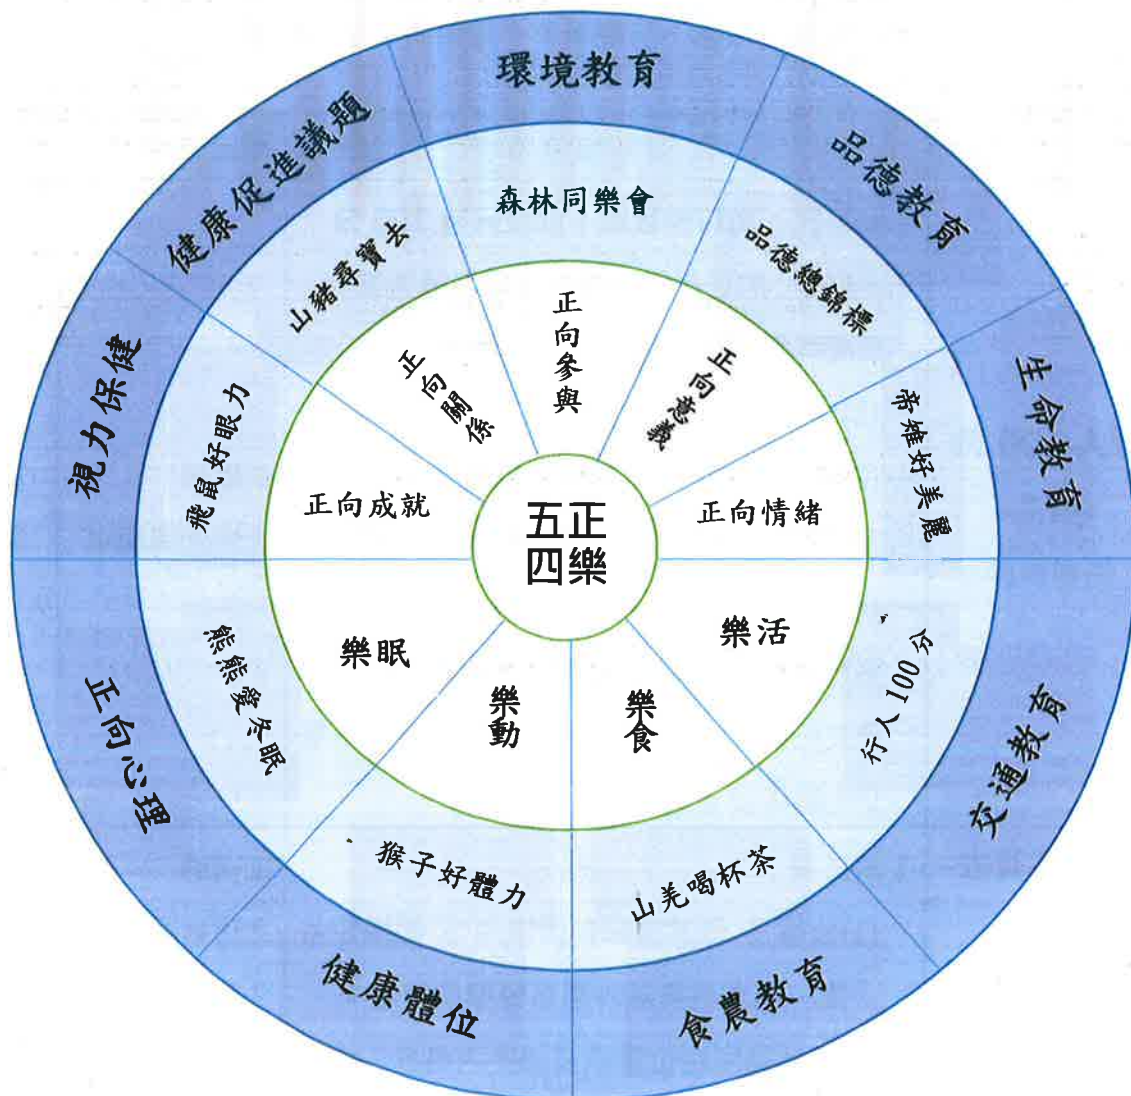 環境教育
品德教育
生命教育
交通教育
食農教育
健康體位
正向心理
視力保健
健康促進議題
森林同樂會
品德總錦標
帝雉好美麗
行人100分
山羌喝杯茶
猴子好體力
熊熊愛冬眠
飛鼠好眼力
山豬尋寶去
正向參與
正向意義
正向情緒
樂活
樂食
樂動
樂眠
正向成就
正向關係
五正
四樂